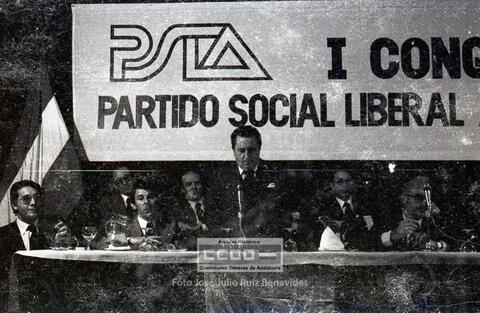 PSLA
I CONG
PARTIDO SOCIAL LIBERAL
Archivo Histórico
CCOO
Comisiones Obreras de Andalucía
Foto José Julio Ruiz Benavides